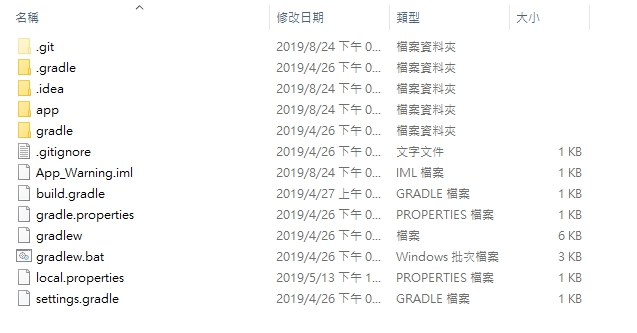 名稱 修改日期 類型 大小
.git 2019/8/24 下午 0... 檔案資料夾
.gradle 2019/4/26 下午 0... 檔案資料夾
.idea 2019/8/24 下午 0... 檔案資料夾
app 2019/8/24 下午 0... 檔案資料夾
gradle 2019/4/26 下午 0... 檔案資料夾
.gitignore 2019/4/26 下午 0... 文字文件 1 KB
App_Warning.iml 2019/8/24 下午 0... IML 檔案 1 KB
build.gradle 2019/4/27 上午 0... GRADLE 檔案 1 KB
gradle.properties 2019/4/26 下午 0... PROPERTIES 檔案 1 KB
gradlew 2019/4/26 下午 0... 檔案 6 KB
gradlew.bat 2019/4/26 下午 0... Windows 批次檔案 3 KB
local.properties 2019/5/13 下午 1... PROPERTIES 檔案 1 KB
settings.gradle 2019/4/26 下午 0... GRADLE 檔案 1 KB